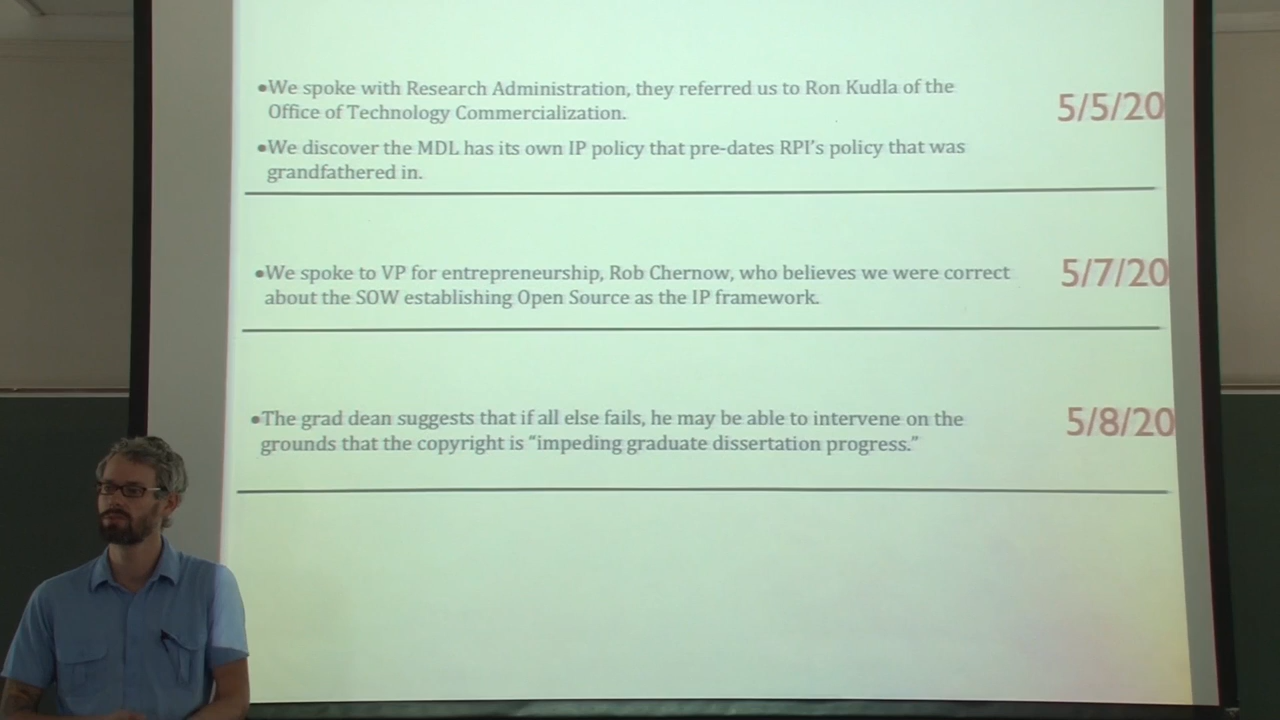 •We spoke with Research Administration, they referred us to Ron Kudla of the
Office of Technology Commercialization.
5/5/20
•We discover the MDL has its own IP policy that pre-dates RPI's policy that was
grandfathered in.
•We spoke to VP for entrepreneurship, Rob Chernow, who believes we were correct
about the SOW establishing Open Source as the IP framework.
5/7/20
•The grad dean suggests that if all else fails, he may be able to intervene on the
grounds that the copyright is “impeding graduate dissertation progress.”
5/8/20